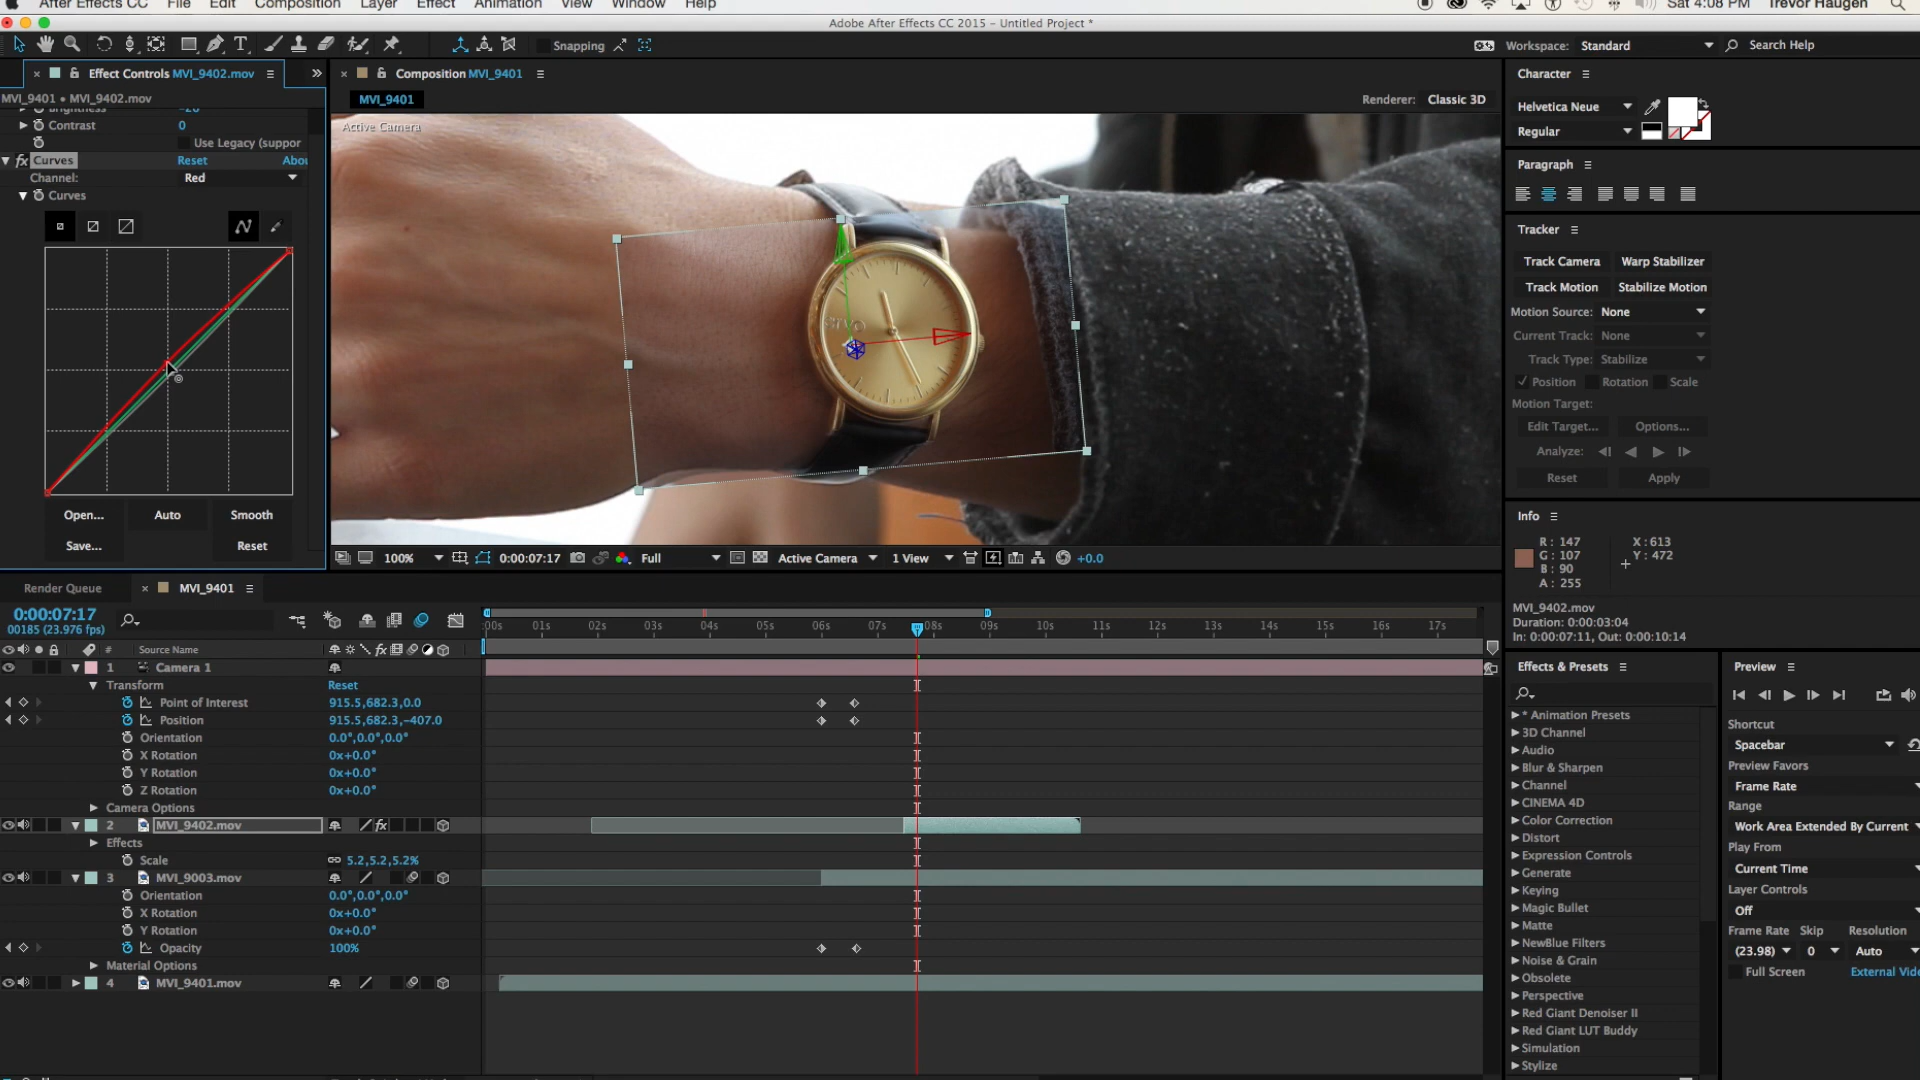 After Effects CC File Edit Composition Layer Effect Animation View Window Help Sat 4:08 PM Trevor Haugen
Adobe After Effects CC 2015 – Untitled Project *
Snapping
Workspace: Standard Search Help
Effect Controls MVI_9402.mov
MVI_9401 • MVI_9402.mov
Brightness -20
Contrast 0
Use Legacy (suppor
fx Curves Reset Abou
Channel: Red
Curves
Open... Auto Smooth
Save... Reset
Composition MVI_9401
MVI_9401
Renderer: Classic 3D
Active Camera
100% 0:00:07:17 Full Active Camera 1 View +0.0
Character
Helvetica Neue
Regular
Paragraph
Tracker
Track Camera Warp Stabilizer
Track Motion Stabilize Motion
Motion Source: None
Current Track: None
Track Type: Stabilize
Position Rotation Scale
Motion Target:
Edit Target... Options...
Analyze:
Reset Apply
Info
R: 147 X: 613
G: 107 Y: 472
B: 90
A: 255
MVI_9402.mov
Duration: 0:00:03:04
In: 0:00:07:11, Out: 0:00:10:14
Render Queue MVI_9401
0:00:07:17
00185 (23.976 fps)
:00s 01s 02s 03s 04s 05s 06s 07s 08s 09s 10s 11s 12s 13s 14s 15s 16s 17s
# Source Name fx
1 Camera 1
Transform Reset
Point of Interest 915.5,682.3,0.0
Position 915.5,682.3,-407.0
Orientation 0.0°,0.0°,0.0°
X Rotation 0x+0.0°
Y Rotation 0x+0.0°
Z Rotation 0x+0.0°
Camera Options
2 MVI_9402.mov fx
Effects
Scale 5.2,5.2,5.2%
3 MVI_9003.mov
Orientation 0.0°,0.0°,0.0°
X Rotation 0x+0.0°
Y Rotation 0x+0.0°
Opacity 100%
Material Options
4 MVI_9401.mov
Effects & Presets
* Animation Presets
3D Channel
Audio
Blur & Sharpen
Channel
CINEMA 4D
Color Correction
Distort
Expression Controls
Generate
Keying
Magic Bullet
Matte
NewBlue Filters
Noise & Grain
Obsolete
Perspective
Red Giant Denoiser II
Red Giant LUT Buddy
Simulation
Stylize
Preview
Shortcut
Spacebar
Preview Favors
Frame Rate
Range
Work Area Extended By Current
Play From
Current Time
Layer Controls
Off
Frame Rate Skip Resolution
(23.98) 0 Auto
Full Screen External Vide